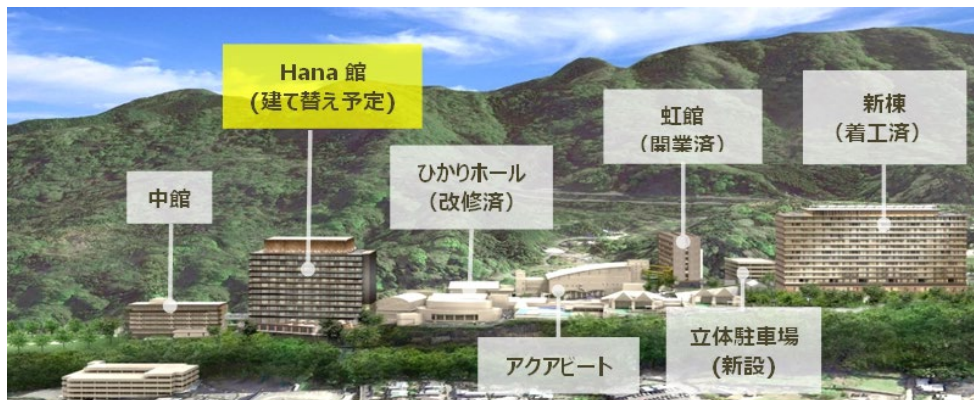 Hana 館
(建て替え予定)
中館
ひかりホール
（改修済）
虹館
（開業済）
新棟
（着工済）
アクアビート
立体駐車場
(新設)